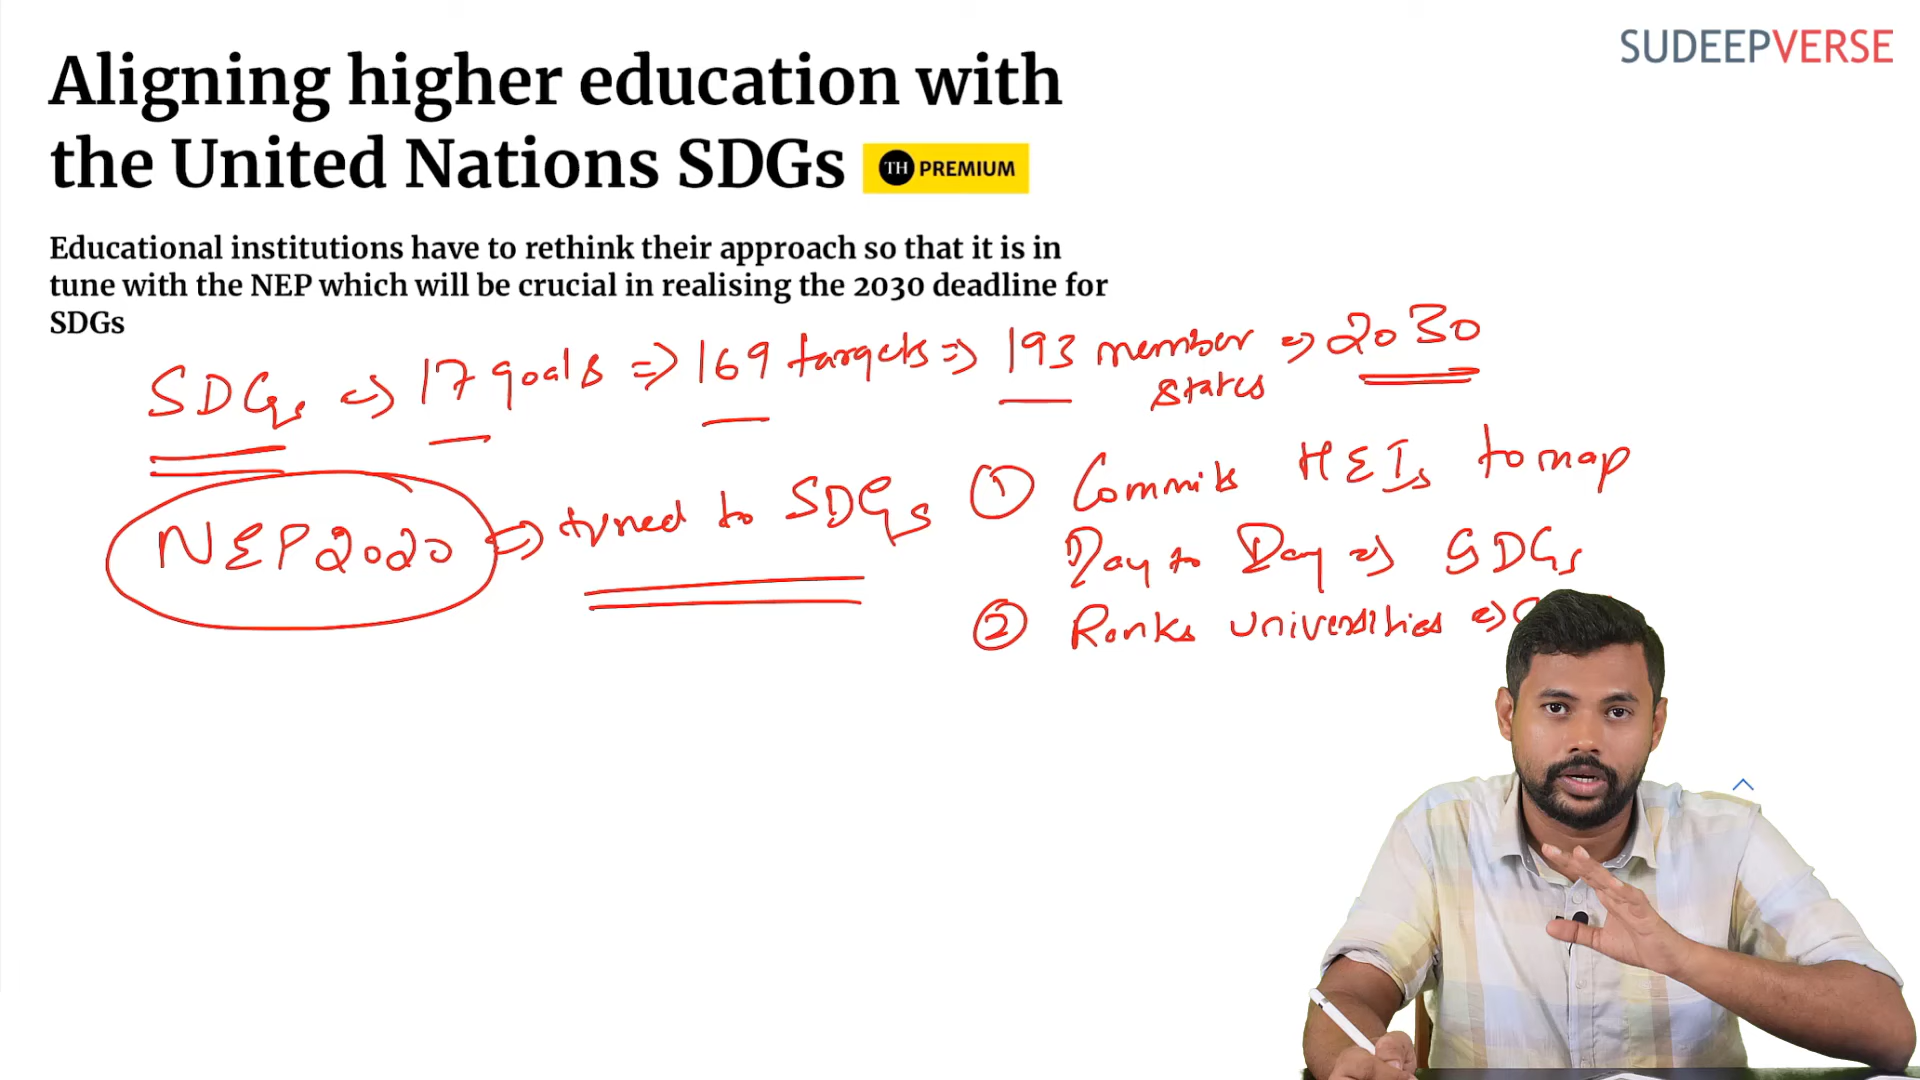 SUDEEPVERSE
Aligning higher education with
the United Nations SDGs TH PREMIUM
Educational institutions have to rethink their approach so that it is in
tune with the NEP which will be crucial in realising the 2030 deadline for
SDGs
SDGs ⇒ 17 goals ⇒ 169 targets ⇒ 193 member states ⇒ 2030
NEP 2020 ⇒ tuned to SDGs
① Commits HEIs to map
Day to Day ⇒ SDGs
② Ranks universities ⇒